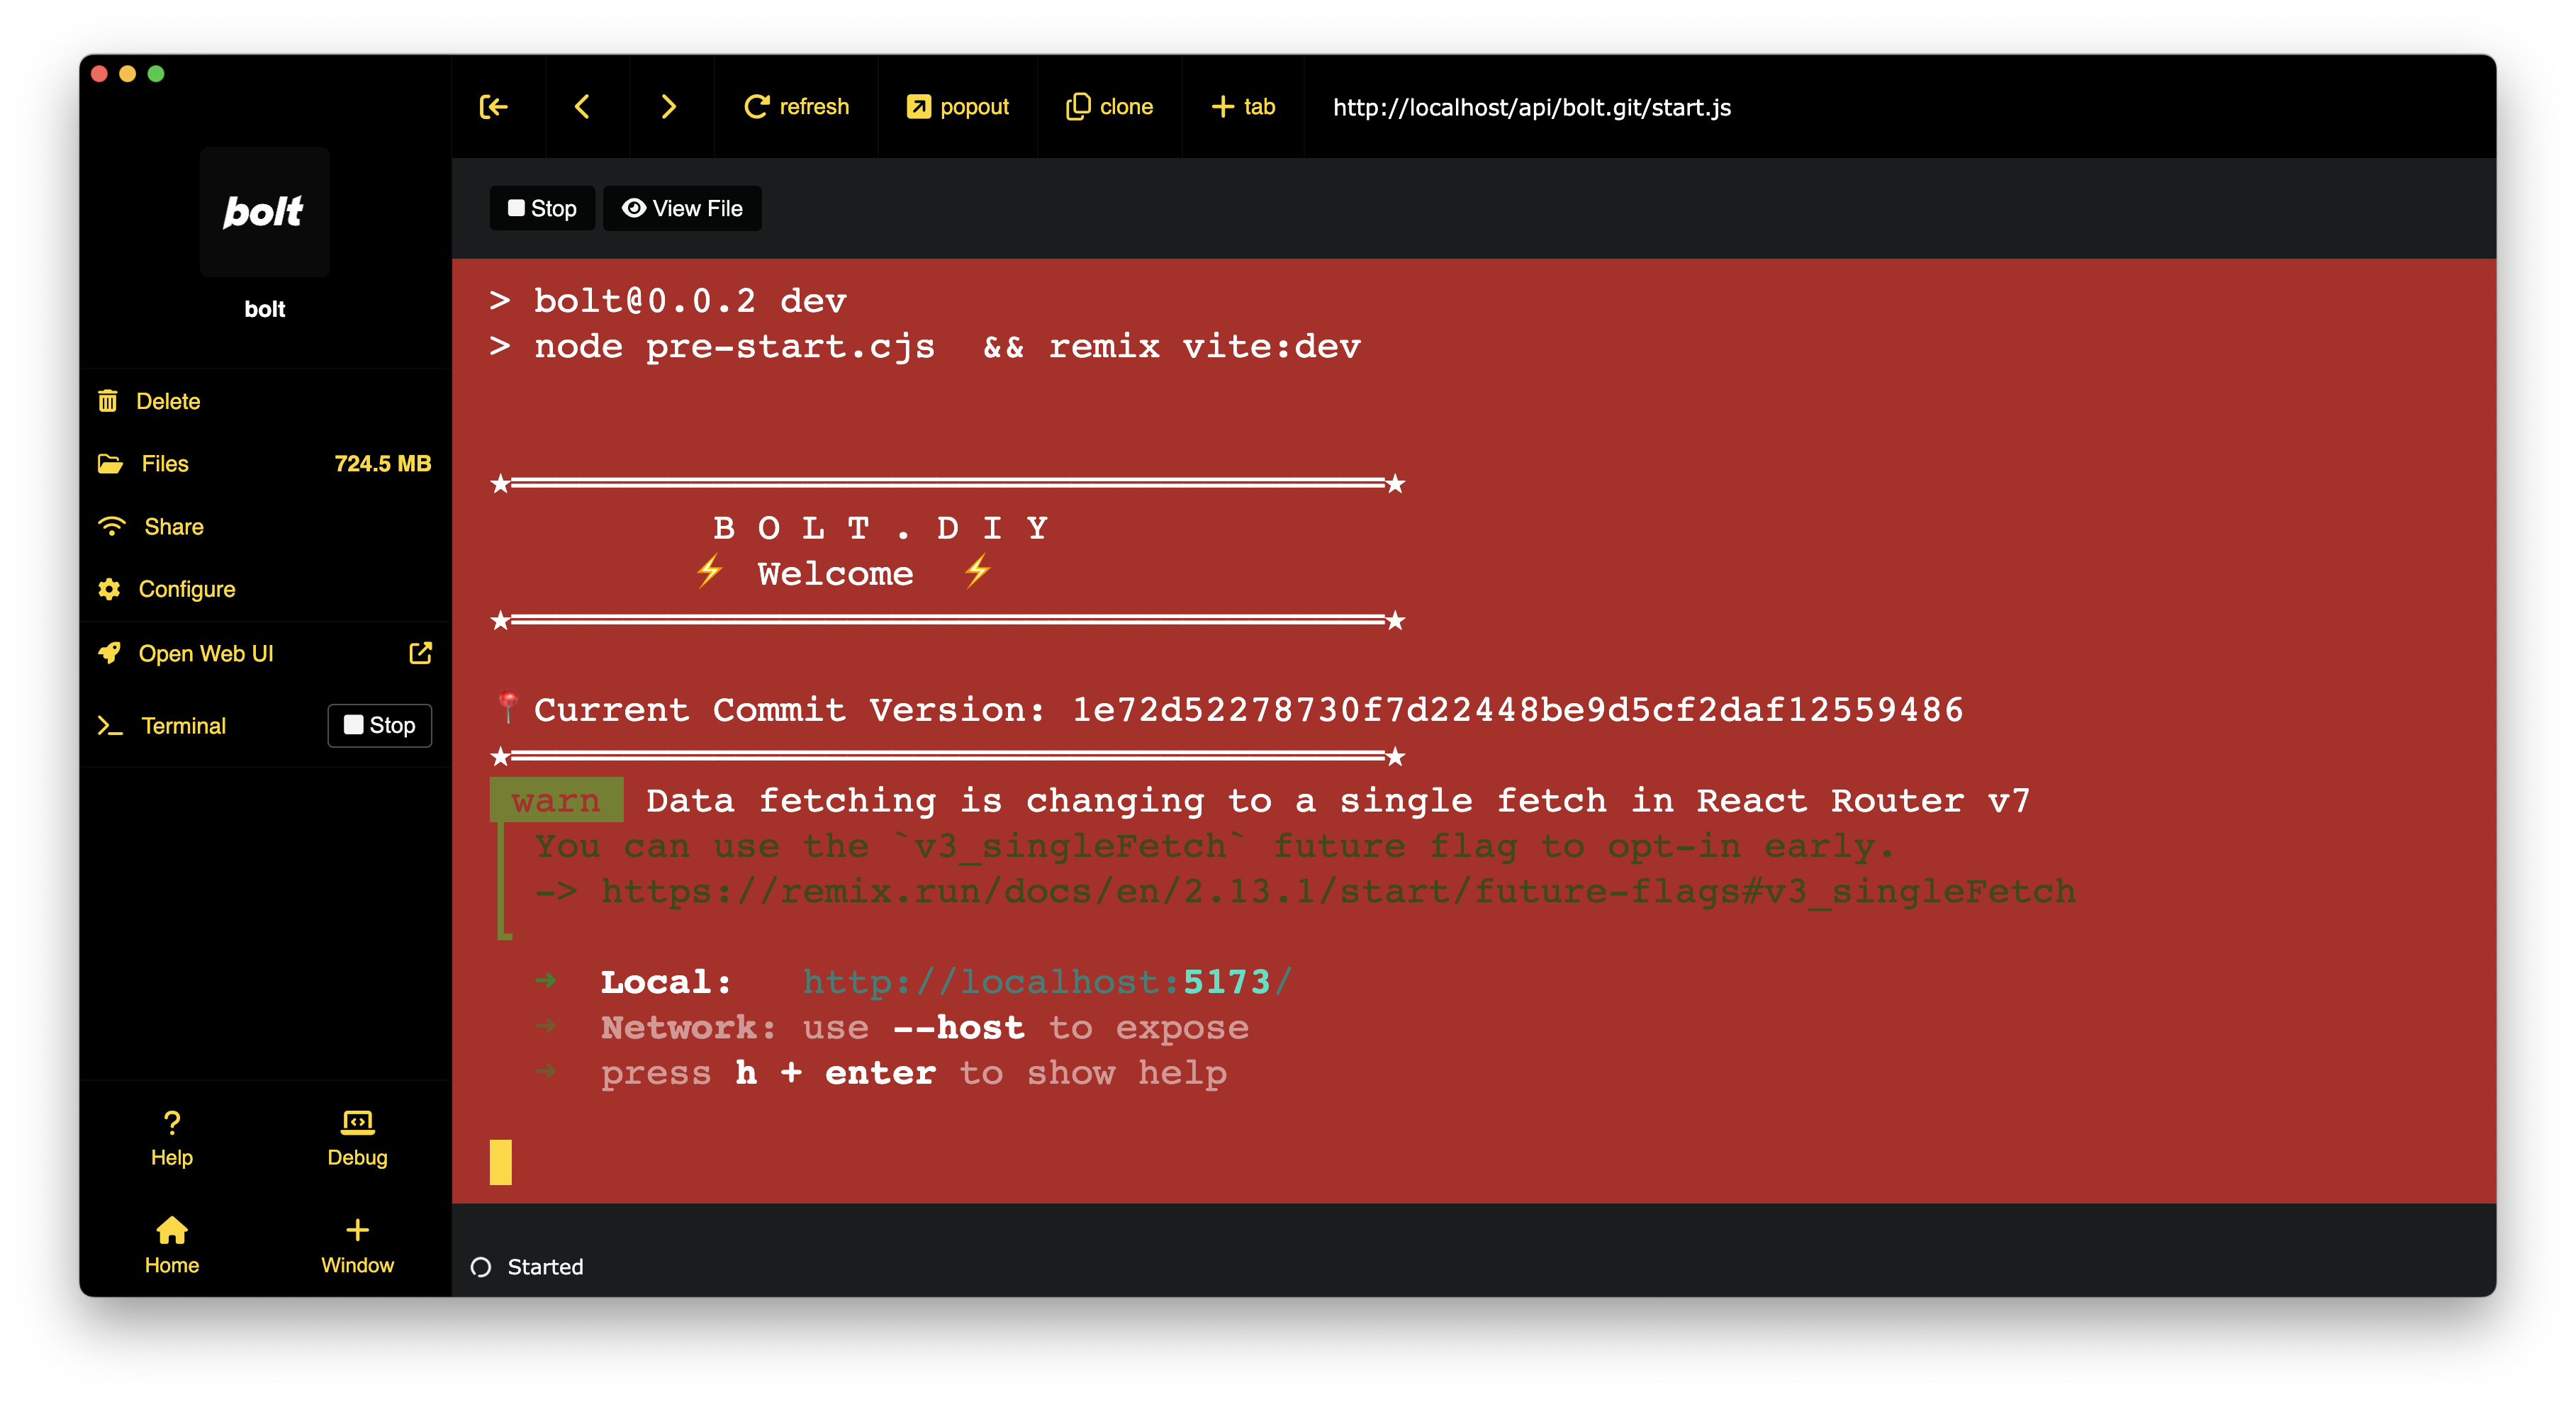 refresh
popout
clone
tab
http://localhost/api/bolt.git/start.js
bolt
bolt
Delete
Files 724.5 MB
Share
Configure
Open Web UI
Terminal Stop
? Help
Debug
Home
Window
Stop View File
> bolt@0.0.2 dev
> node pre-start.cjs  && remix vite:dev
★═══════════════════════════════════════★
B O L T . D I Y
⚡ Welcome ⚡
★═══════════════════════════════════════★
📍 Current Commit Version: 1e72d52278730f7d22448be9d5cf2daf12559486
★═══════════════════════════════════════★
warn Data fetching is changing to a single fetch in React Router v7
You can use the `v3_singleFetch` future flag to opt-in early.
-> https://remix.run/docs/en/2.13.1/start/future-flags#v3_singleFetch
➜ Local: http://localhost:5173/
➜ Network: use --host to expose
➜ press h + enter to show help
Started